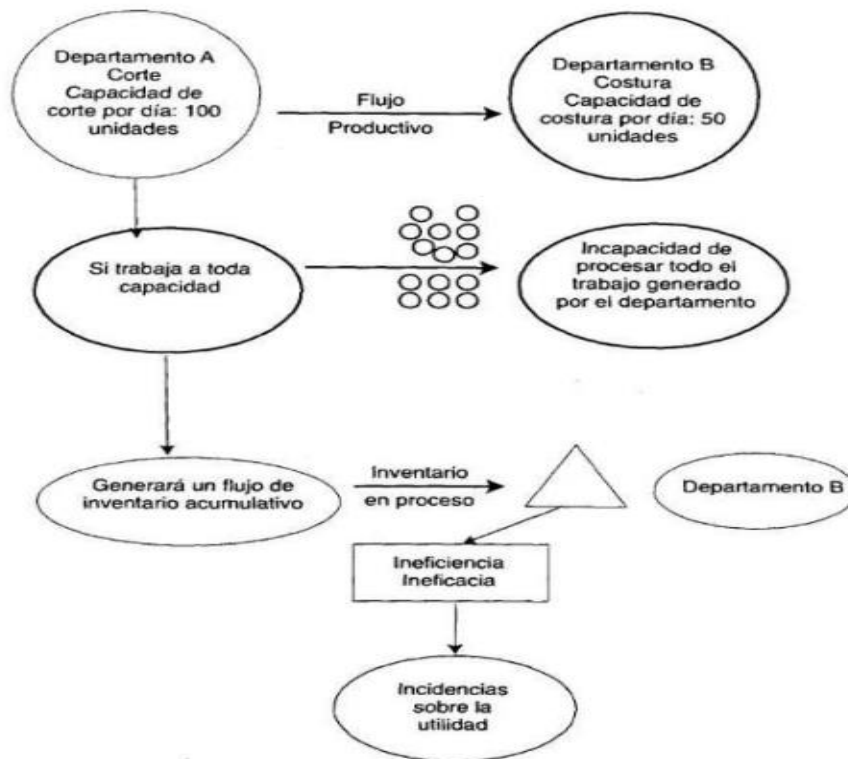 Departamento A
Corte
Capacidad de
corte por día: 100
unidades
Flujo
Productivo
Departamento B
Costura
Capacidad de
costura por día: 50
unidades
Si trabaja a toda
capacidad
Incapacidad de
procesar todo el
trabajo generado
por el departamento
Generará un flujo de
inventario acumulativo
Inventario
en proceso
Departamento B
Ineficiencia
Ineficacia
Incidencias
sobre la
utilidad